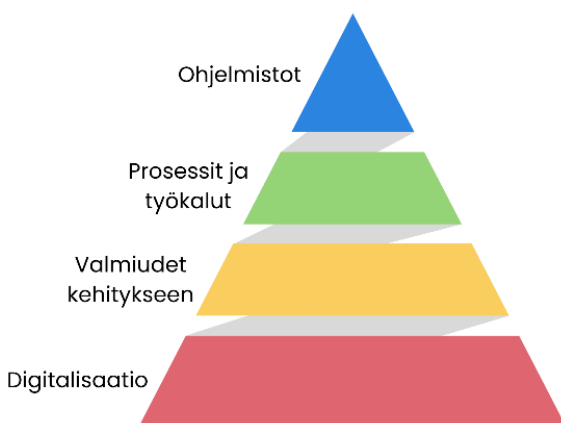 Ohjelmistot
Prosessit ja
työkalut
Valmiudet
kehitykseen
Digitalisaatio